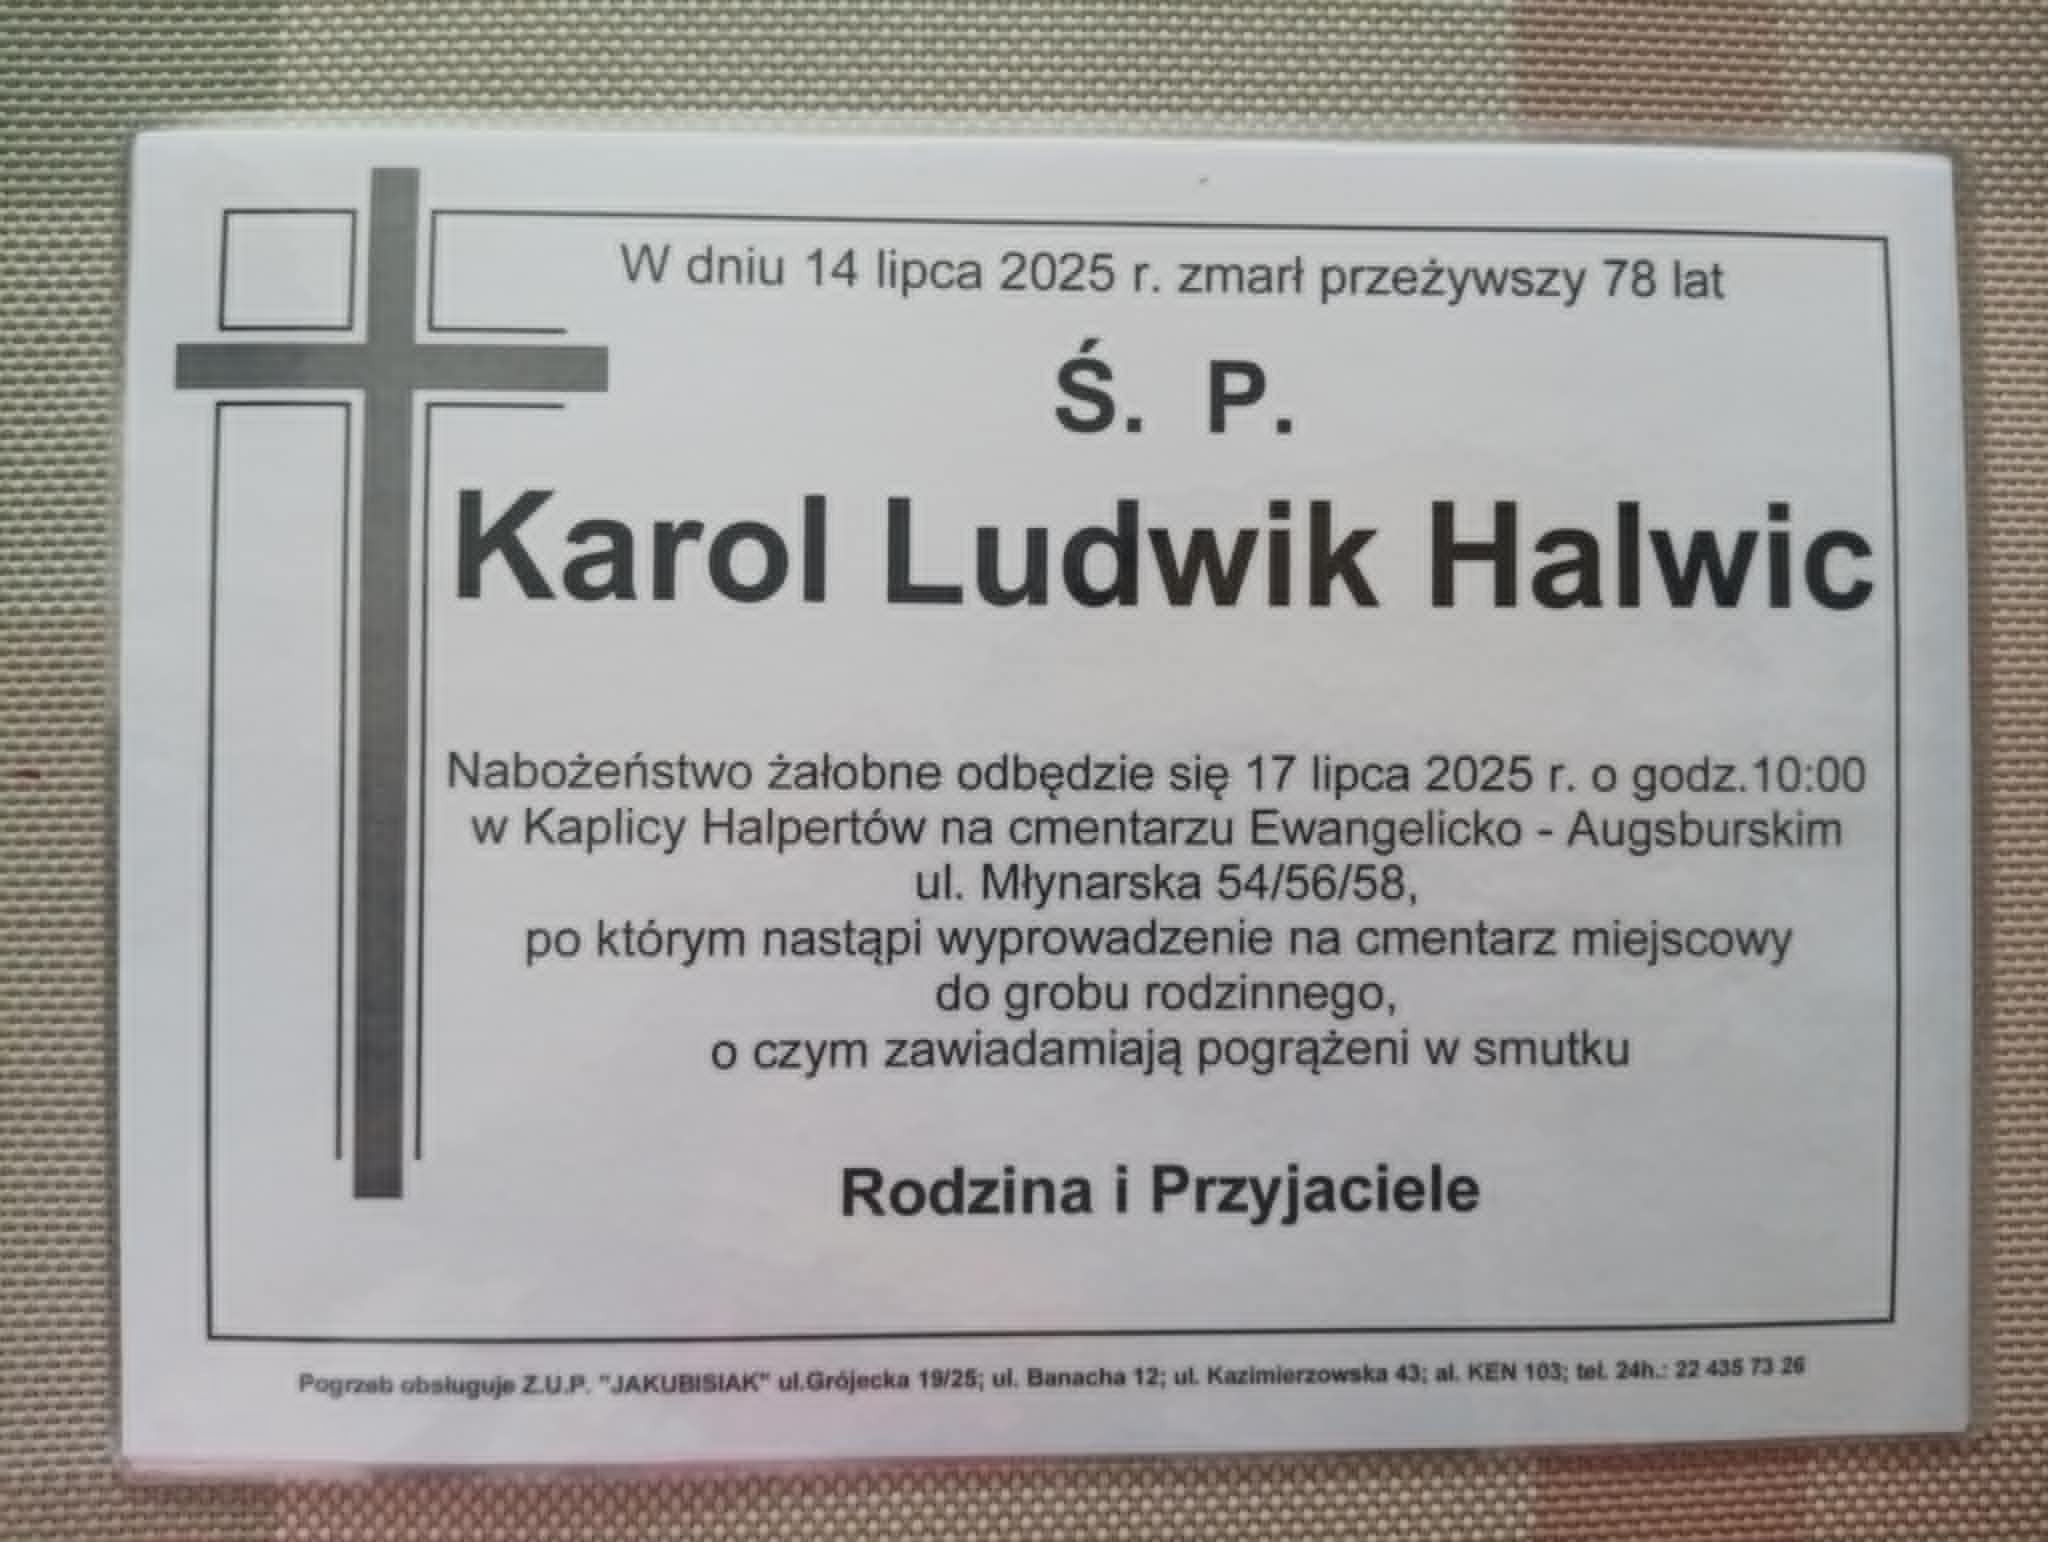 W dniu 14 lipca 2025 r. zmarł przeżywszy 78 lat
Ś. P.
Karol Ludwik Halwic
Nabożeństwo żałobne odbędzie się 17 lipca 2025 r. o godz.10:00
w Kaplicy Halpertów na cmentarzu Ewangelicko - Augsburskim
ul. Młynarska 54/56/58,
po którym nastąpi wyprowadzenie na cmentarz miejscowy
do grobu rodzinnego,
o czym zawiadamiają pogrążeni w smutku
Rodzina i Przyjaciele
Pogrzeb obsługuje Z.U.P. "JAKUBISIAK" ul.Grójecka 19/25; ul. Banacha 12; ul. Kazimierzowska 43; al. KEN 103; tel. 24h.: 22 435 73 26